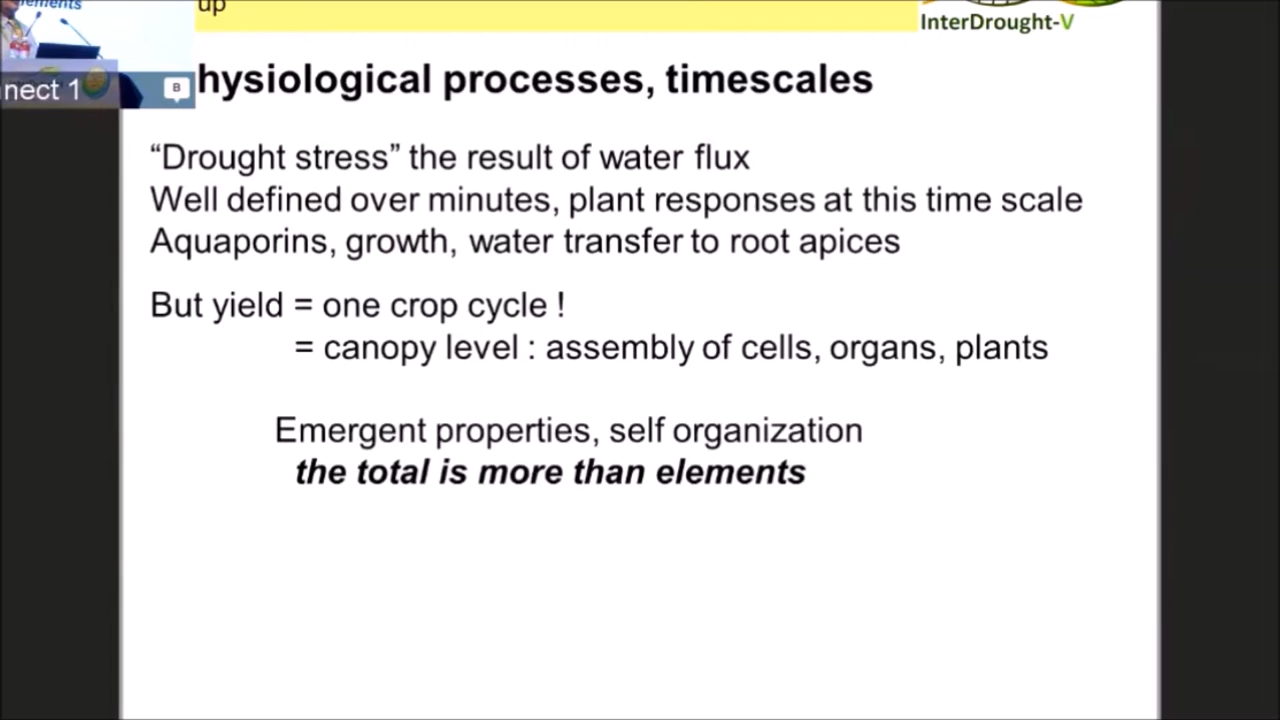 up
InterDrought-V
nect 1
B
hysiological processes, timescales
“Drought stress” the result of water flux
Well defined over minutes, plant responses at this time scale
Aquaporins, growth, water transfer to root apices
But yield = one crop cycle !
= canopy level : assembly of cells, organs, plants
Emergent properties, self organization
the total is more than elements